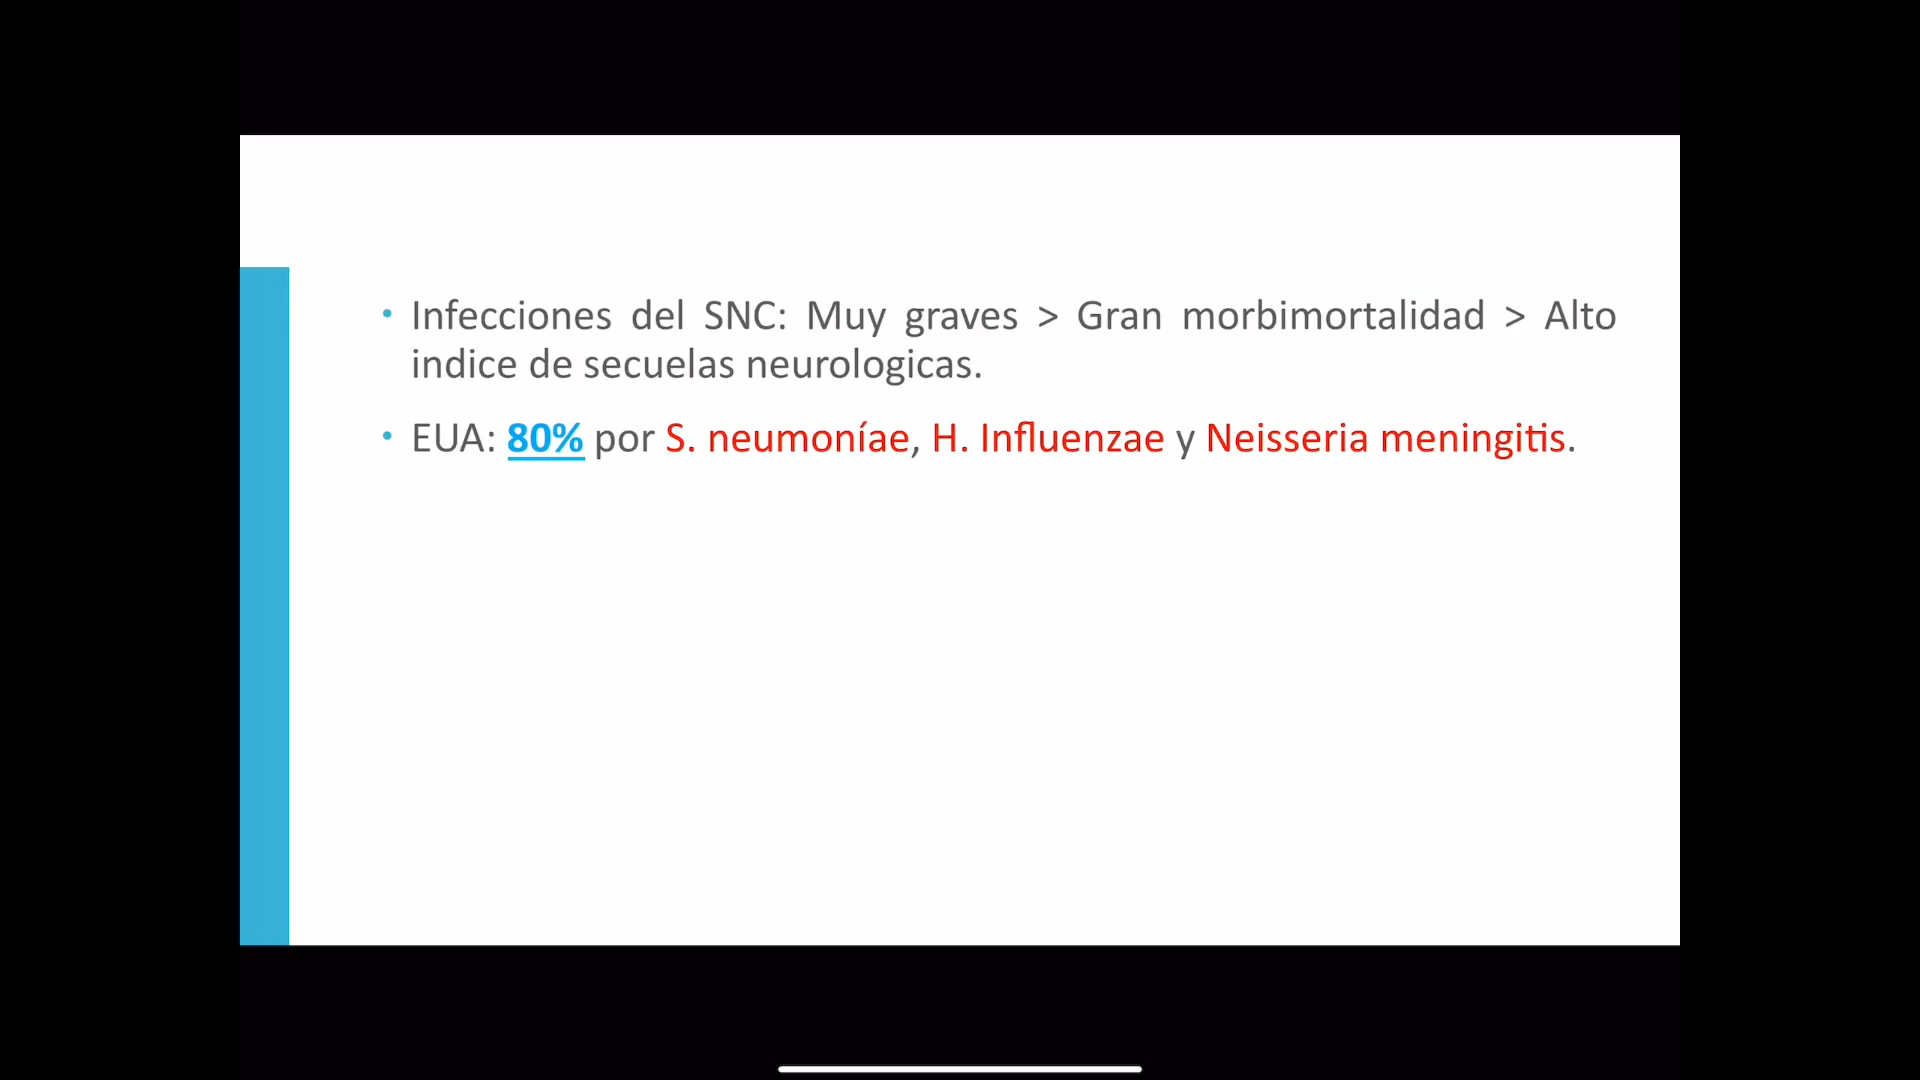 • Infecciones del SNC: Muy graves > Gran morbimortalidad > Alto
indice de secuelas neurologicas.
• EUA: 80% por S. neumoníae, H. Influenzae y Neisseria meningitis.